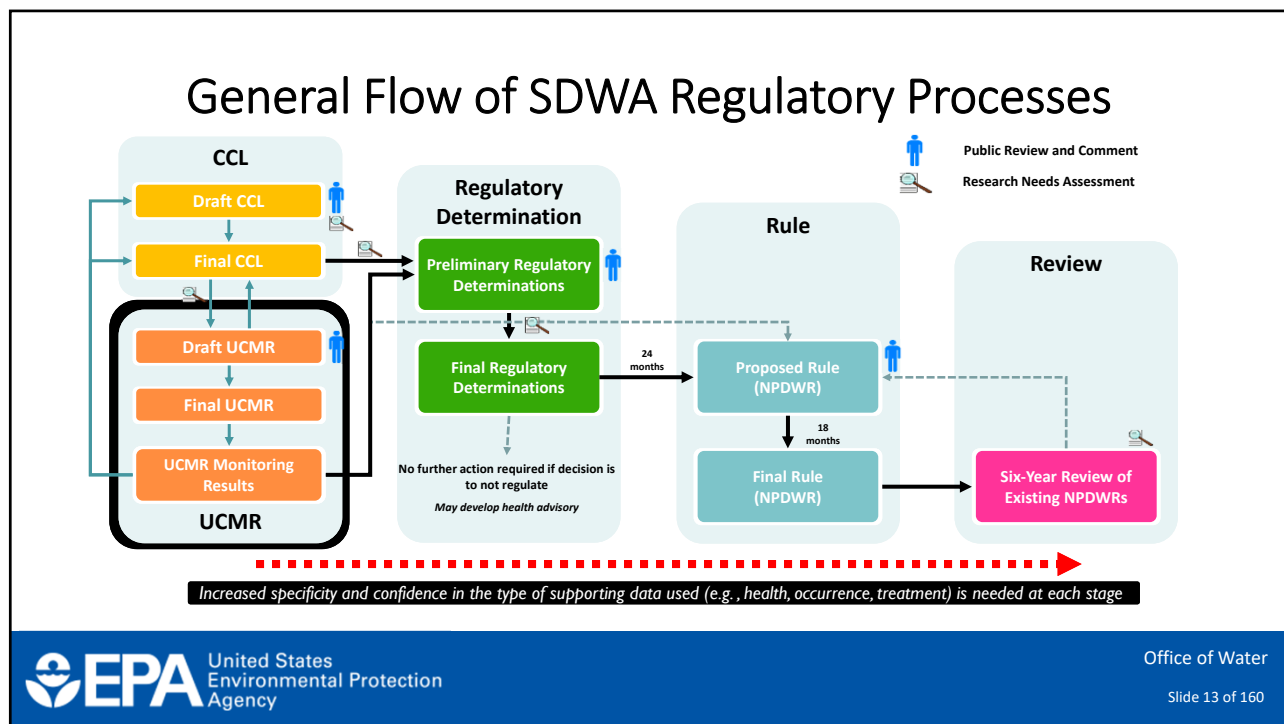 General Flow of SDWA Regulatory Processes
Public Review and Comment
Research Needs Assessment
CCL
Draft CCL
Final CCL
Draft UCMR
Final UCMR
UCMR Monitoring
Results
UCMR
Regulatory
Determination
Preliminary Regulatory
Determinations
Final Regulatory
Determinations
No further action required if decision is
to not regulate
May develop health advisory
24
months
Rule
Proposed Rule
(NPDWR)
18
months
Final Rule
(NPDWR)
Review
Six-Year Review of
Existing NPDWRs
Increased specificity and confidence in the type of supporting data used (e.g., health, occurrence, treatment) is needed at each stage
EPA
United States
Environmental Protection
Agency
Office of Water
Slide 13 of 160